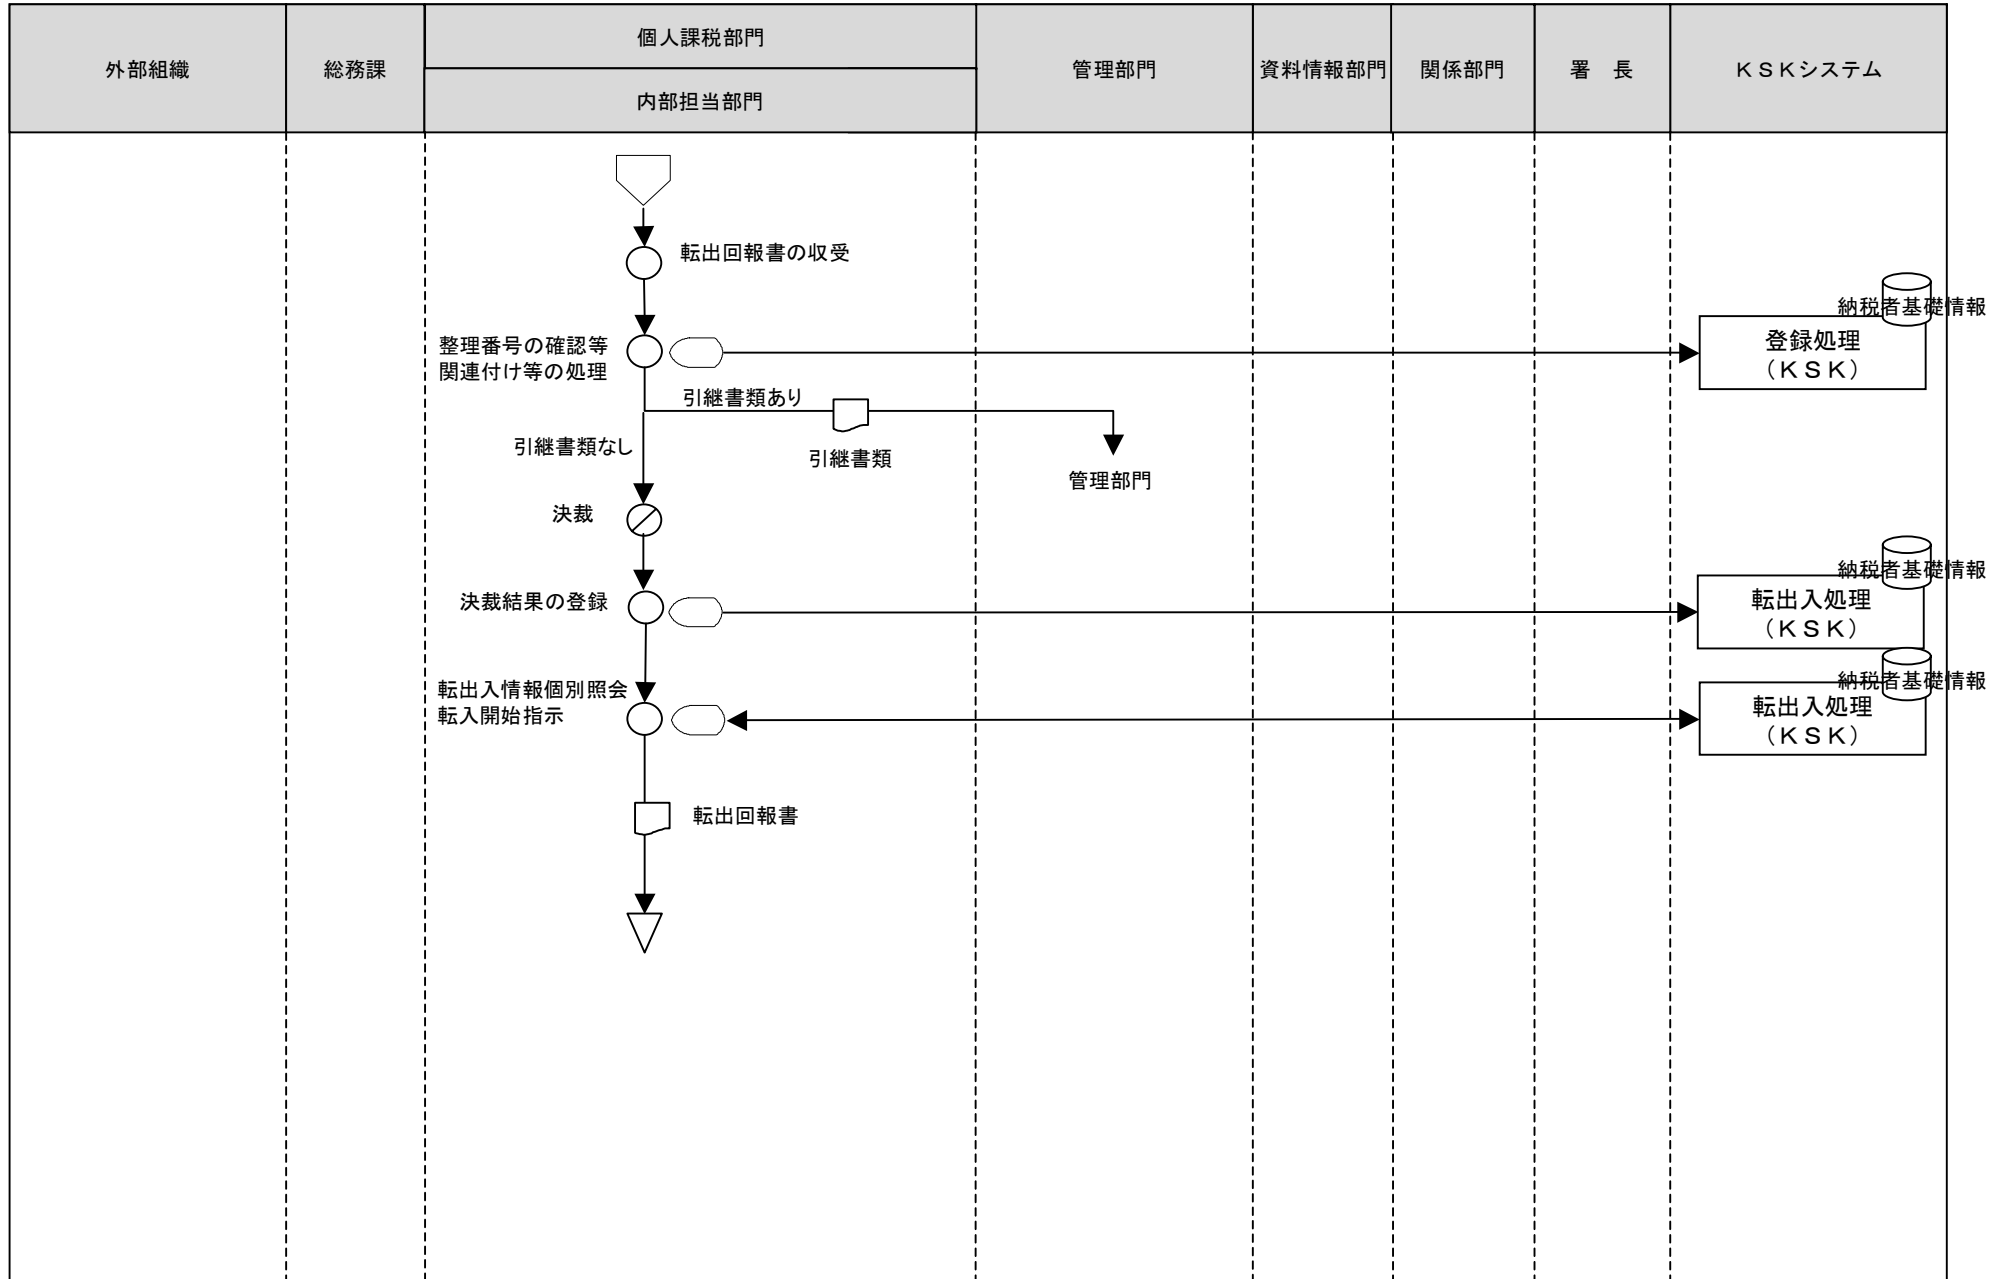 外部組織
総務課
個人課税部門
内部担当部門
管理部門
資料情報部門
関係部門
署　長
ＫＳＫシステム
転出回報書の収受
納税者基礎情報
整理番号の確認等
関連付け等の処理
登録処理
（ＫＳＫ）
引継書類あり
引継書類なし
引継書類
管理部門
決裁
納税者基礎情報
決裁結果の登録
転出入処理
（ＫＳＫ）
納税者基礎情報
転出入情報個別照会
転入開始指示
転出入処理
（ＫＳＫ）
転出回報書